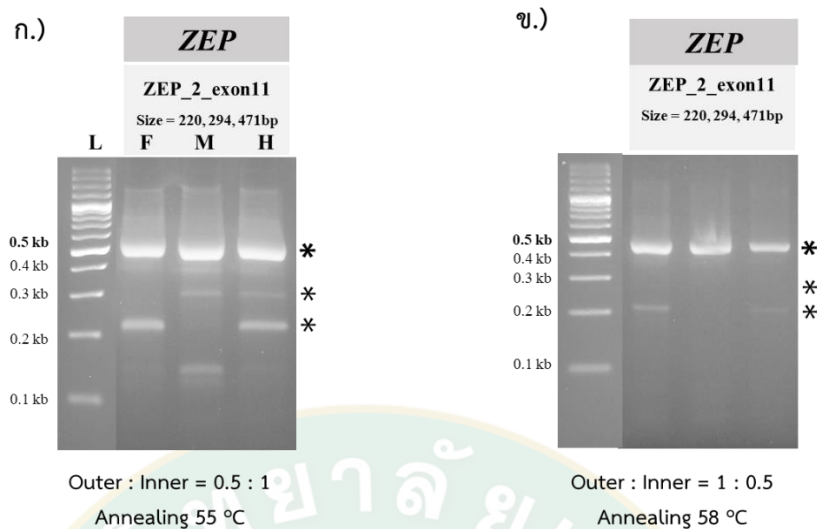 ก.)
ZEP
ZEP_2_exon11
Size = 220, 294, 471bp
L F M H
0.5 kb
0.4 kb
0.3 kb
0.2 kb
0.1 kb
*
*
*
Outer : Inner = 0.5 : 1
Annealing 55 °C
ข.)
ZEP
ZEP_2_exon11
Size = 220, 294, 471bp
0.5 kb
0.4 kb
0.3 kb
0.2 kb
0.1 kb
*
*
*
Outer : Inner = 1 : 0.5
Annealing 58 °C